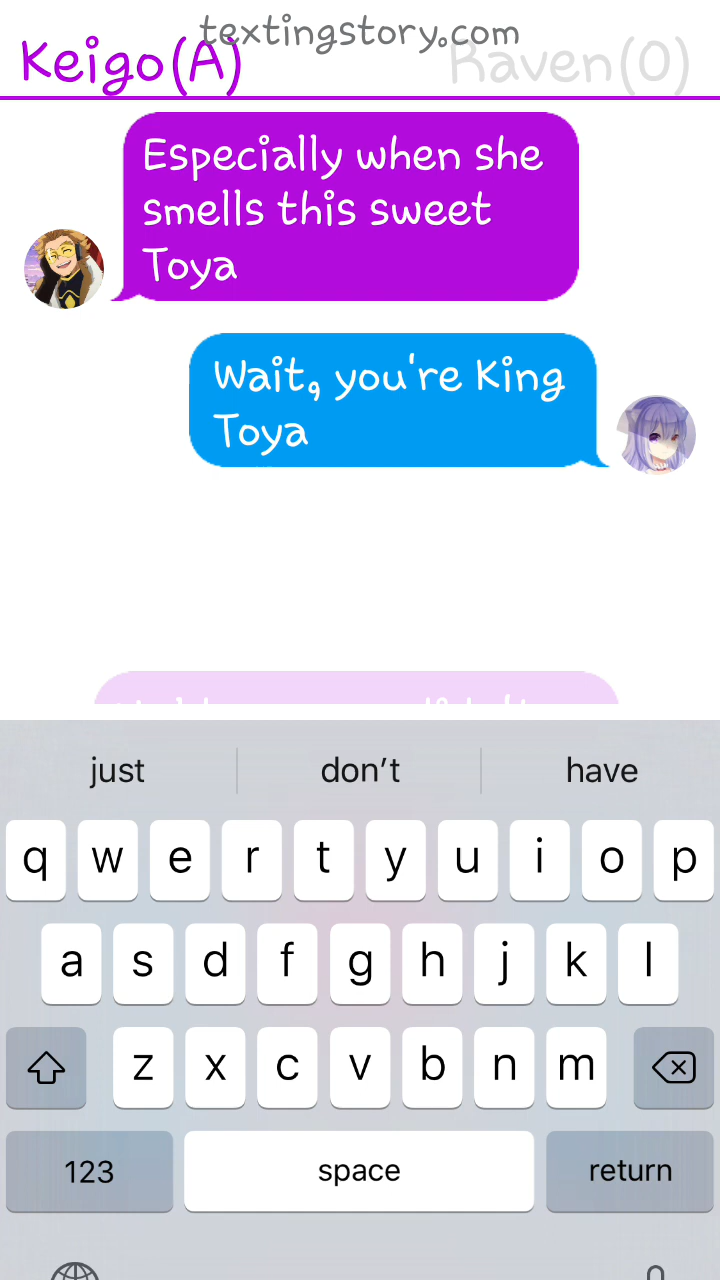 textingstory.com
Keigo(A)
Raven(O)
Especially when she
smells this sweet
Toya
Wait, you're King
Toya
just don't have
q w e r t y u i o p
a s d f g h j k l
z x c v b n m
123 space return